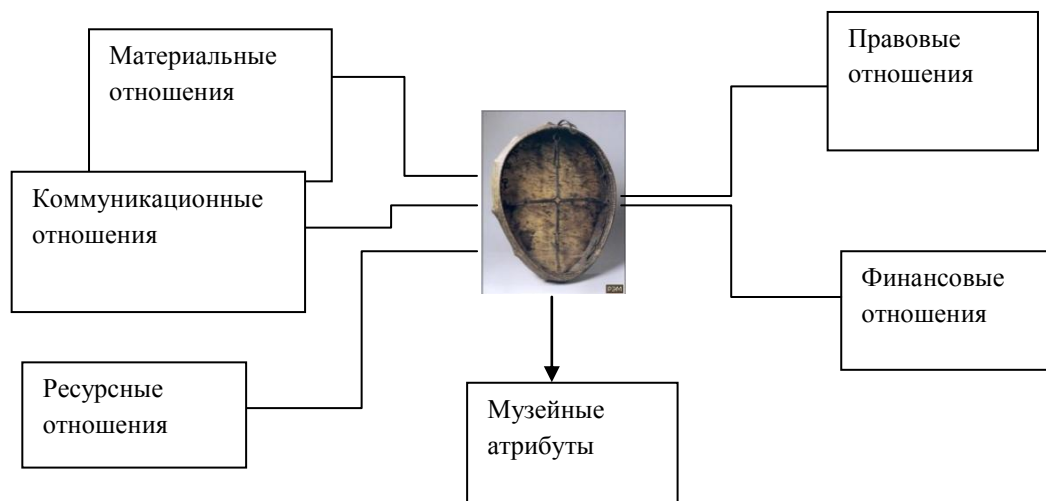 Материальные
отношения
Коммуникационные
отношения
Ресурсные
отношения
Правовые
отношения
Финансовые
отношения
Музейные
атрибуты